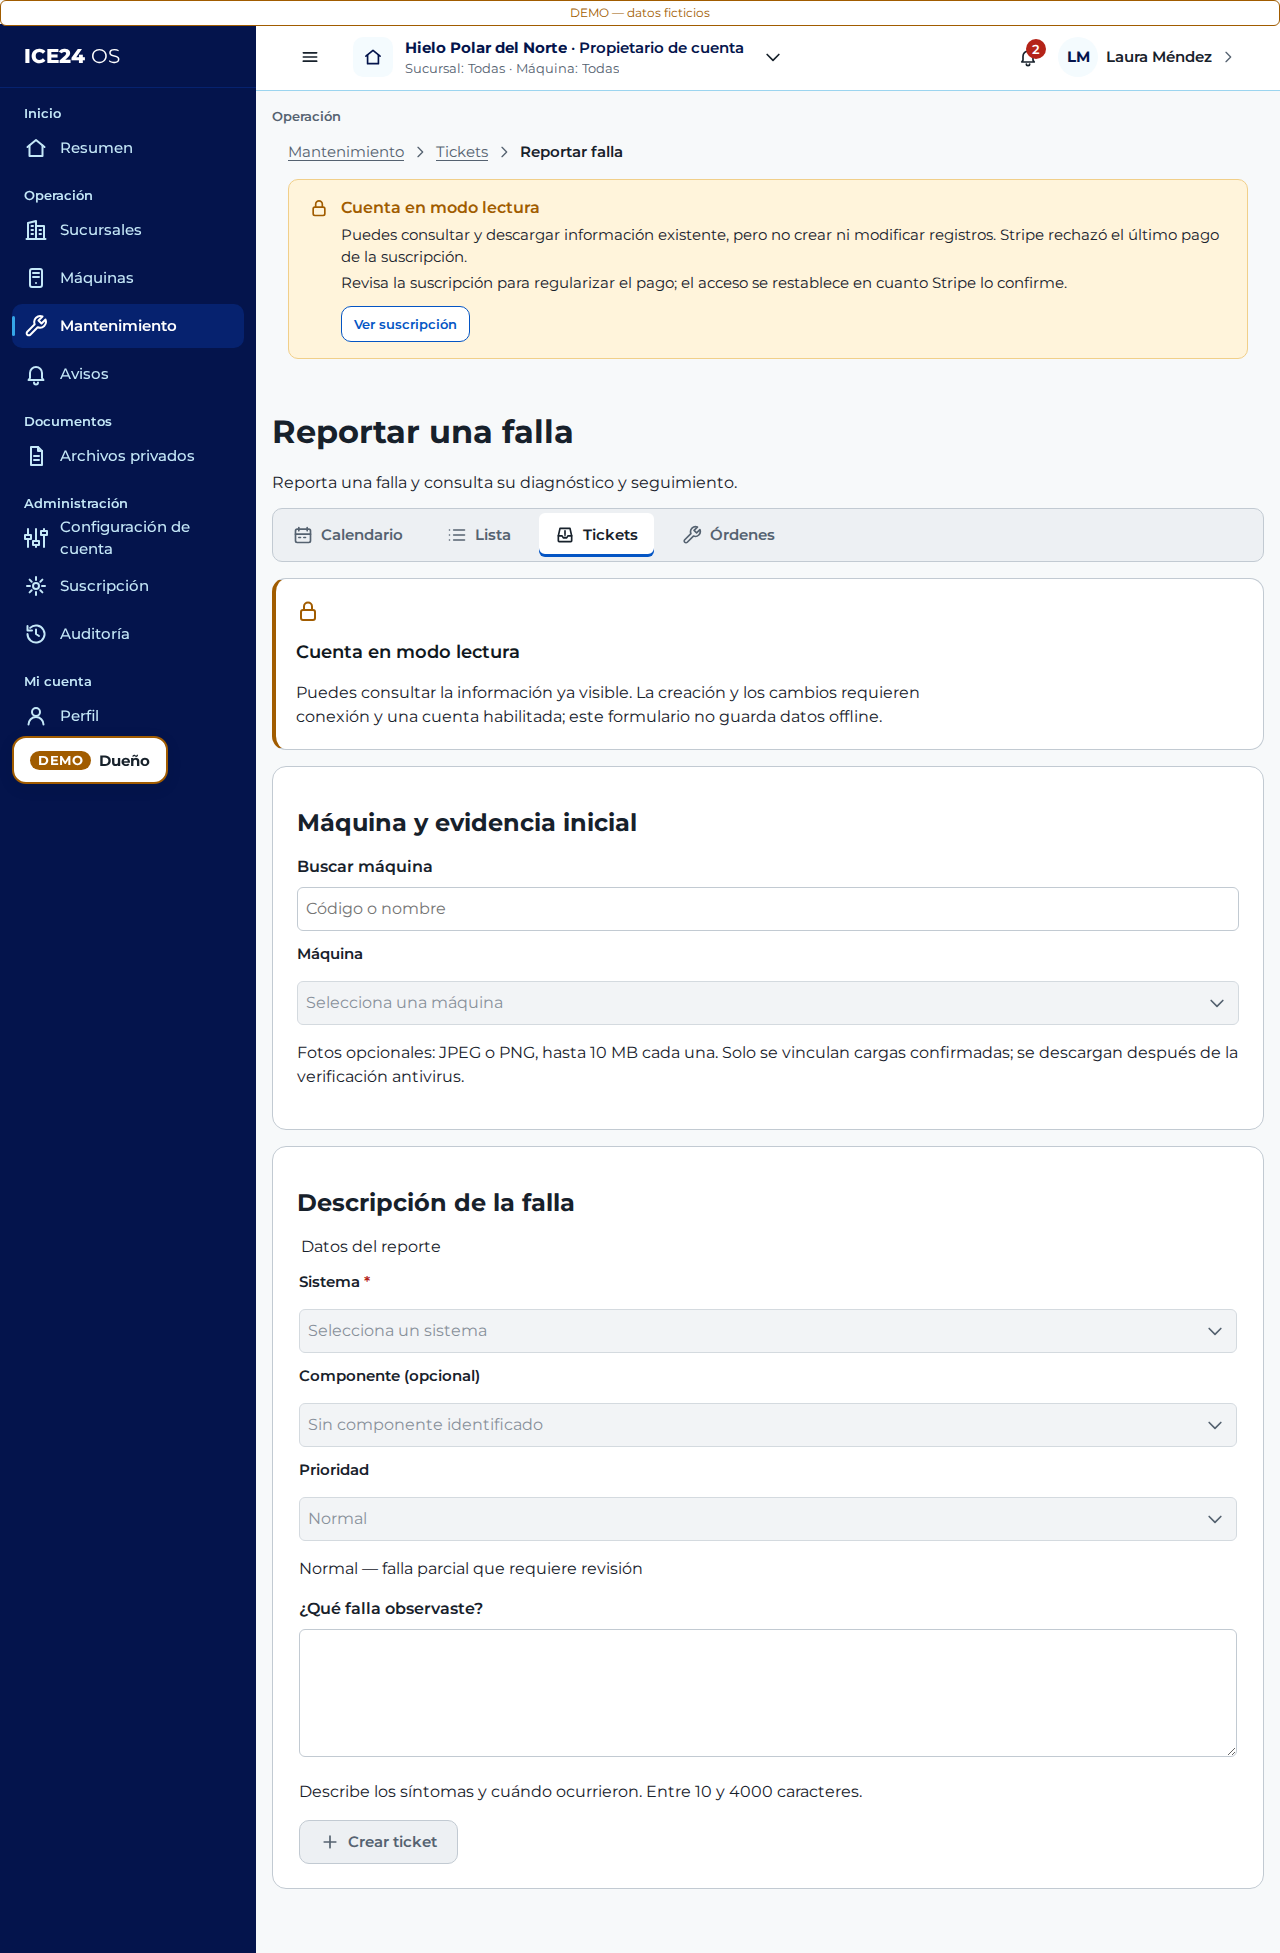 DEMO — datos ficticios
ICE24 OS
Hielo Polar del Norte · Propietario de cuenta
Sucursal: Todas · Máquina: Todas
2
LM
Laura Méndez
Inicio
Resumen
Operación
Sucursales
Máquinas
Mantenimiento
Avisos
Documentos
Archivos privados
Administración
Configuración de
cuenta
Suscripción
Auditoría
Mi cuenta
Perfil
DEMO Dueño
Operación
Mantenimiento > Tickets > Reportar falla
Cuenta en modo lectura
Puedes consultar y descargar información existente, pero no crear ni modificar registros. Stripe rechazó el último pago
de la suscripción.
Revisa la suscripción para regularizar el pago; el acceso se restablece en cuanto Stripe lo confirme.
Ver suscripción
Reportar una falla
Reporta una falla y consulta su diagnóstico y seguimiento.
Calendario
Lista
Tickets
Órdenes
Cuenta en modo lectura
Puedes consultar la información ya visible. La creación y los cambios requieren
conexión y una cuenta habilitada; este formulario no guarda datos offline.
Máquina y evidencia inicial
Buscar máquina
Código o nombre
Máquina
Selecciona una máquina
Fotos opcionales: JPEG o PNG, hasta 10 MB cada una. Solo se vinculan cargas confirmadas; se descargan después de la
verificación antivirus.
Descripción de la falla
Datos del reporte
Sistema *
Selecciona un sistema
Componente (opcional)
Sin componente identificado
Prioridad
Normal
Normal — falla parcial que requiere revisión
¿Qué falla observaste?
Describe los síntomas y cuándo ocurrieron. Entre 10 y 4000 caracteres.
Crear ticket